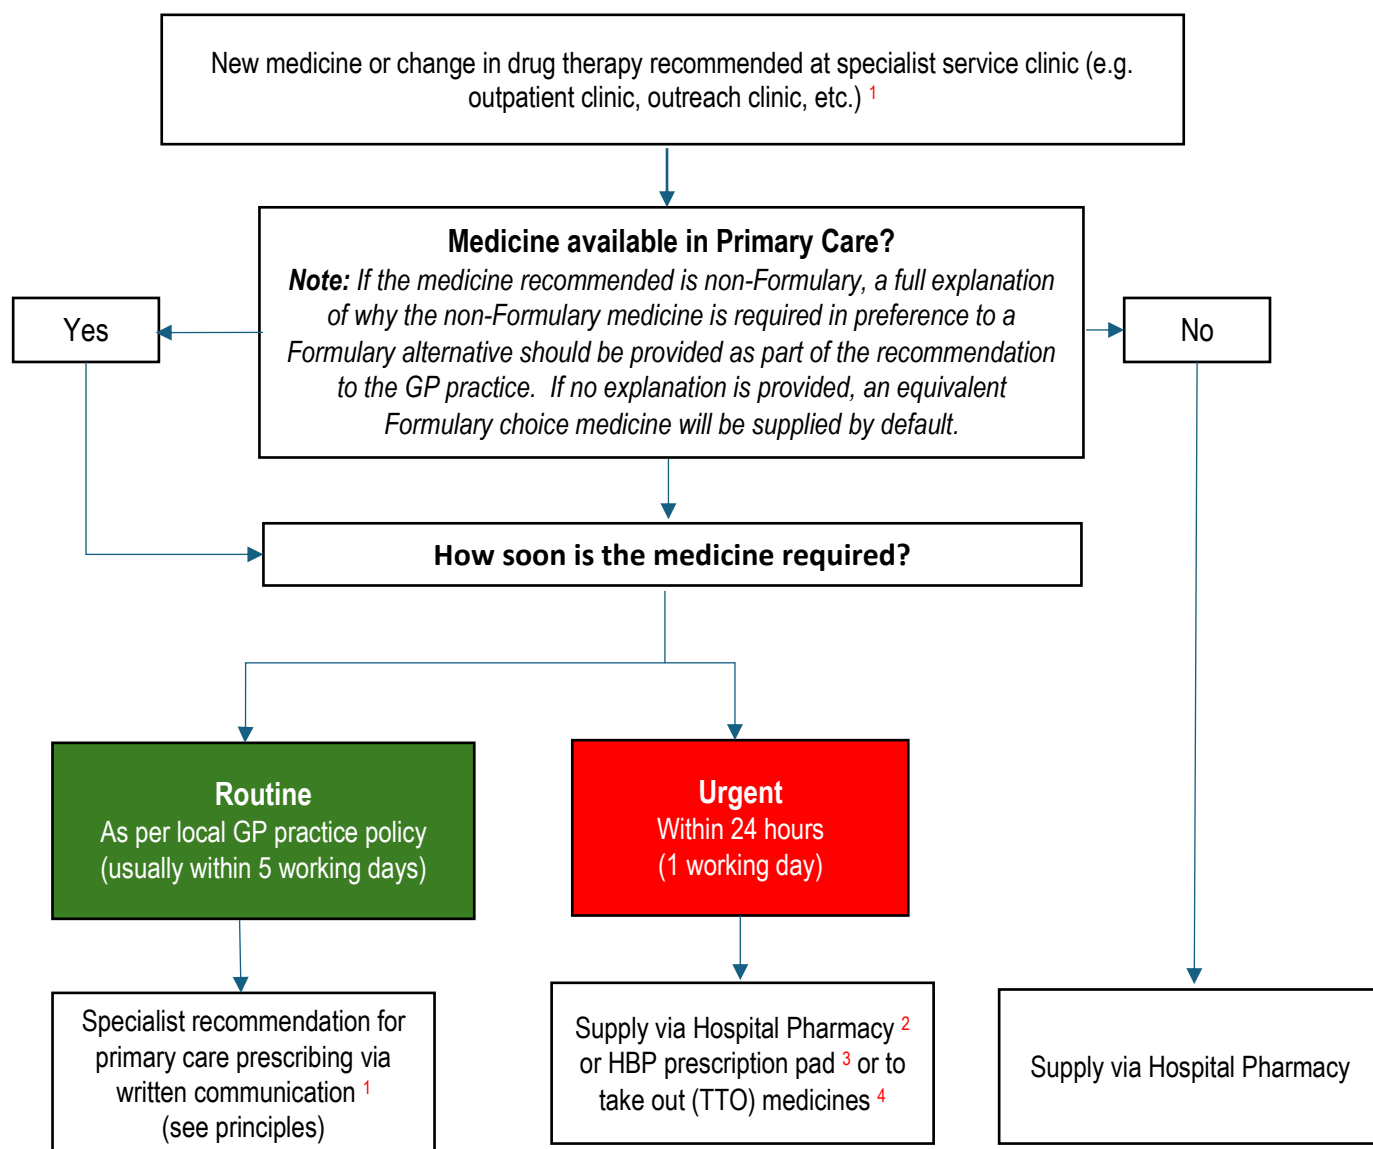 New medicine or change in drug therapy recommended at specialist service clinic (e.g.
outpatient clinic, outreach clinic, etc.) 1
Medicine available in Primary Care?
Note: If the medicine recommended is non-Formulary, a full explanation
of why the non-Formulary medicine is required in preference to a
Formulary alternative should be provided as part of the recommendation
to the GP practice.  If no explanation is provided, an equivalent
Formulary choice medicine will be supplied by default.
Yes
No
How soon is the medicine required?
Routine
As per local GP practice policy
(usually within 5 working days)
Urgent
Within 24 hours
(1 working day)
Specialist recommendation for
primary care prescribing via
written communication 1
(see principles)
Supply via Hospital Pharmacy 2
or HBP prescription pad 3 or to
take out (TTO) medicines 4
Supply via Hospital Pharmacy